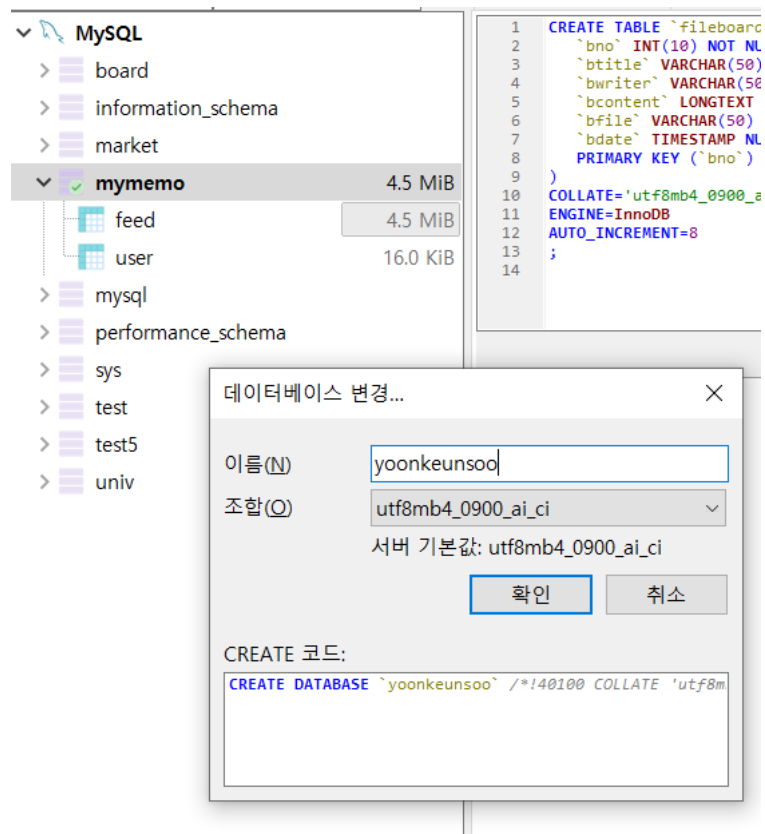 MySQL
board
information_schema
market
mymemo 4.5 MiB
feed 4.5 MiB
user 16.0 KiB
mysql
performance_schema
sys
test
test5
univ
1 CREATE TABLE `fileboard
2 `bno` INT(10) NOT NU
3 `btitle` VARCHAR(50)
4 `bwriter` VARCHAR(50
5 `bcontent` LONGTEXT
6 `bfile` VARCHAR(50)
7 `bdate` TIMESTAMP NU
8 PRIMARY KEY (`bno`)
9 )
10 COLLATE='utf8mb4_0900_a
11 ENGINE=InnoDB
12 AUTO_INCREMENT=8
13 ;
14
데이터베이스 변경...
이름(N) yoonkeunsoo
조합(O) utf8mb4_0900_ai_ci
서버 기본값: utf8mb4_0900_ai_ci
확인 취소
CREATE 코드:
CREATE DATABASE `yoonkeunsoo` /*!40100 COLLATE 'utf8m